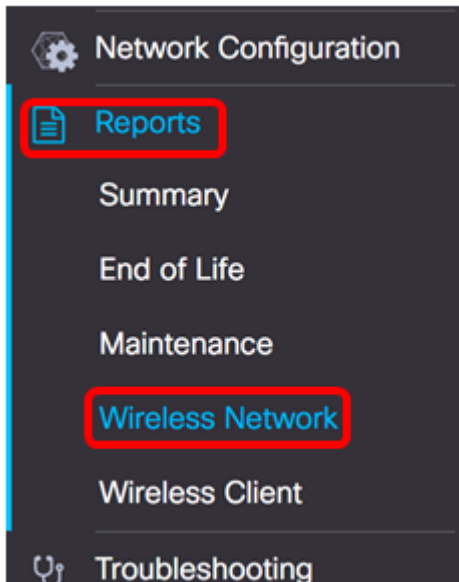 Network Configuration
Reports
Summary
End of Life
Maintenance
Wireless Network
Wireless Client
Troubleshooting